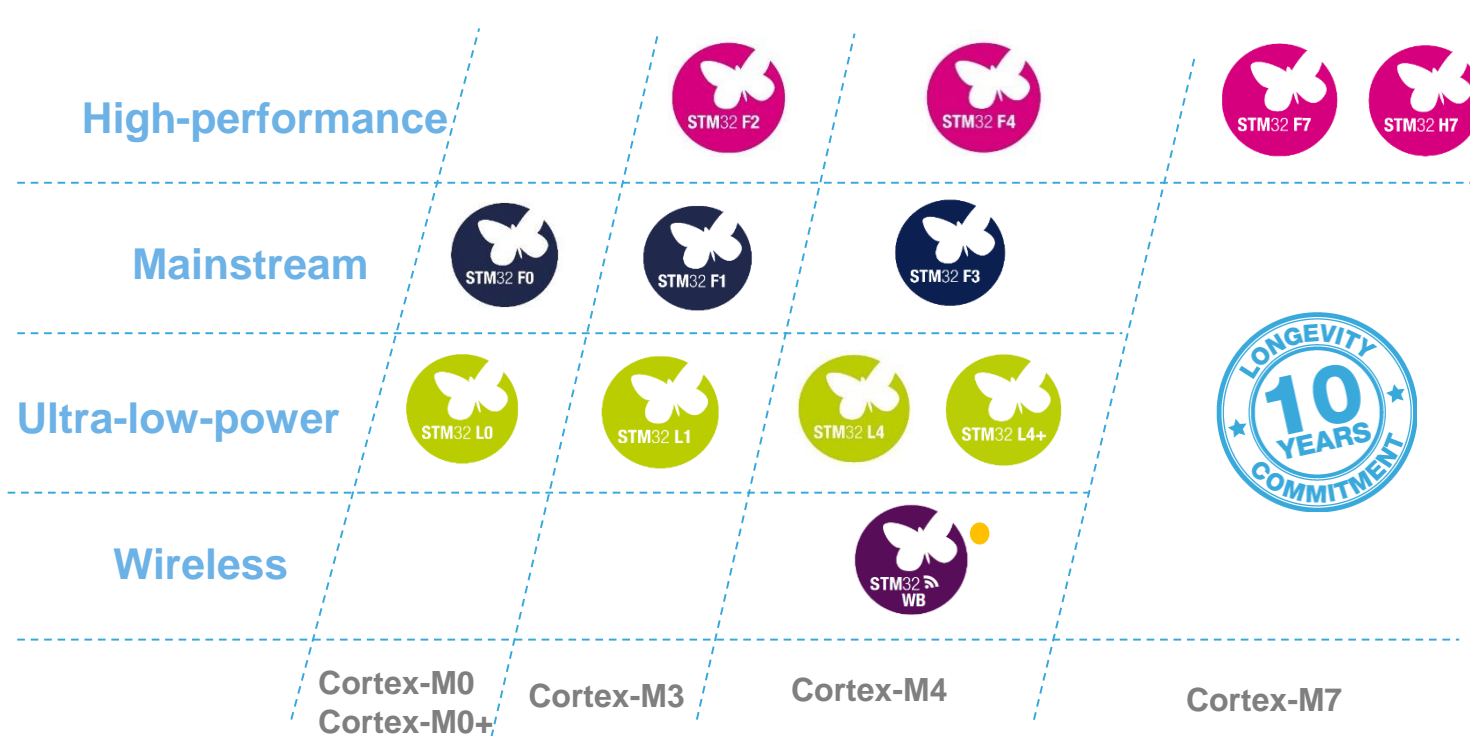 High-performance
STM32 F2
STM32 F4
STM32 F7
STM32 H7
Mainstream
STM32 F0
STM32 F1
STM32 F3
Ultra-low-power
STM32 L0
STM32 L1
STM32 L4
STM32 L4+
LONGEVITY
10
YEARS
COMMITMENT
Wireless
STM32
WB
Cortex-M0
Cortex-M0+
Cortex-M3
Cortex-M4
Cortex-M7